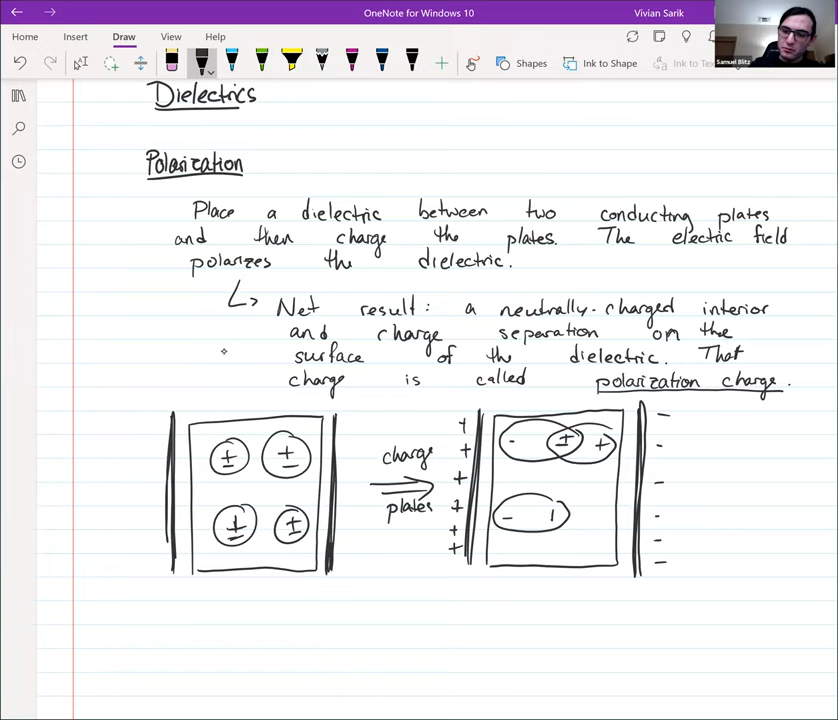 OneNote for Windows 10
Vivian Sarik
Home Insert Draw View Help
Shapes Ink to Shape Ink to Text
Samuel Blitz
Dielectrics
Polarization
Place a dielectric between two conducting plates
and then charge the plates. The electric field
polarizes the dielectric.
↳ Net result: a neutrally-charged interior
and charge separation on the
surface of the dielectric. That
charge is called polarization charge.
± ±
± ±
charge
plates
+ + + + + +
- ± +
-
- - - - - -